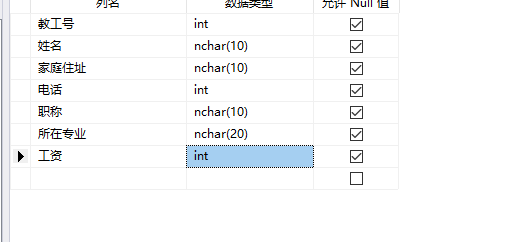 列名 数据类型 允许 Null 值
教工号 int
姓名 nchar(10)
家庭住址 nchar(10)
电话 int
职称 nchar(10)
所在专业 nchar(20)
工资 int